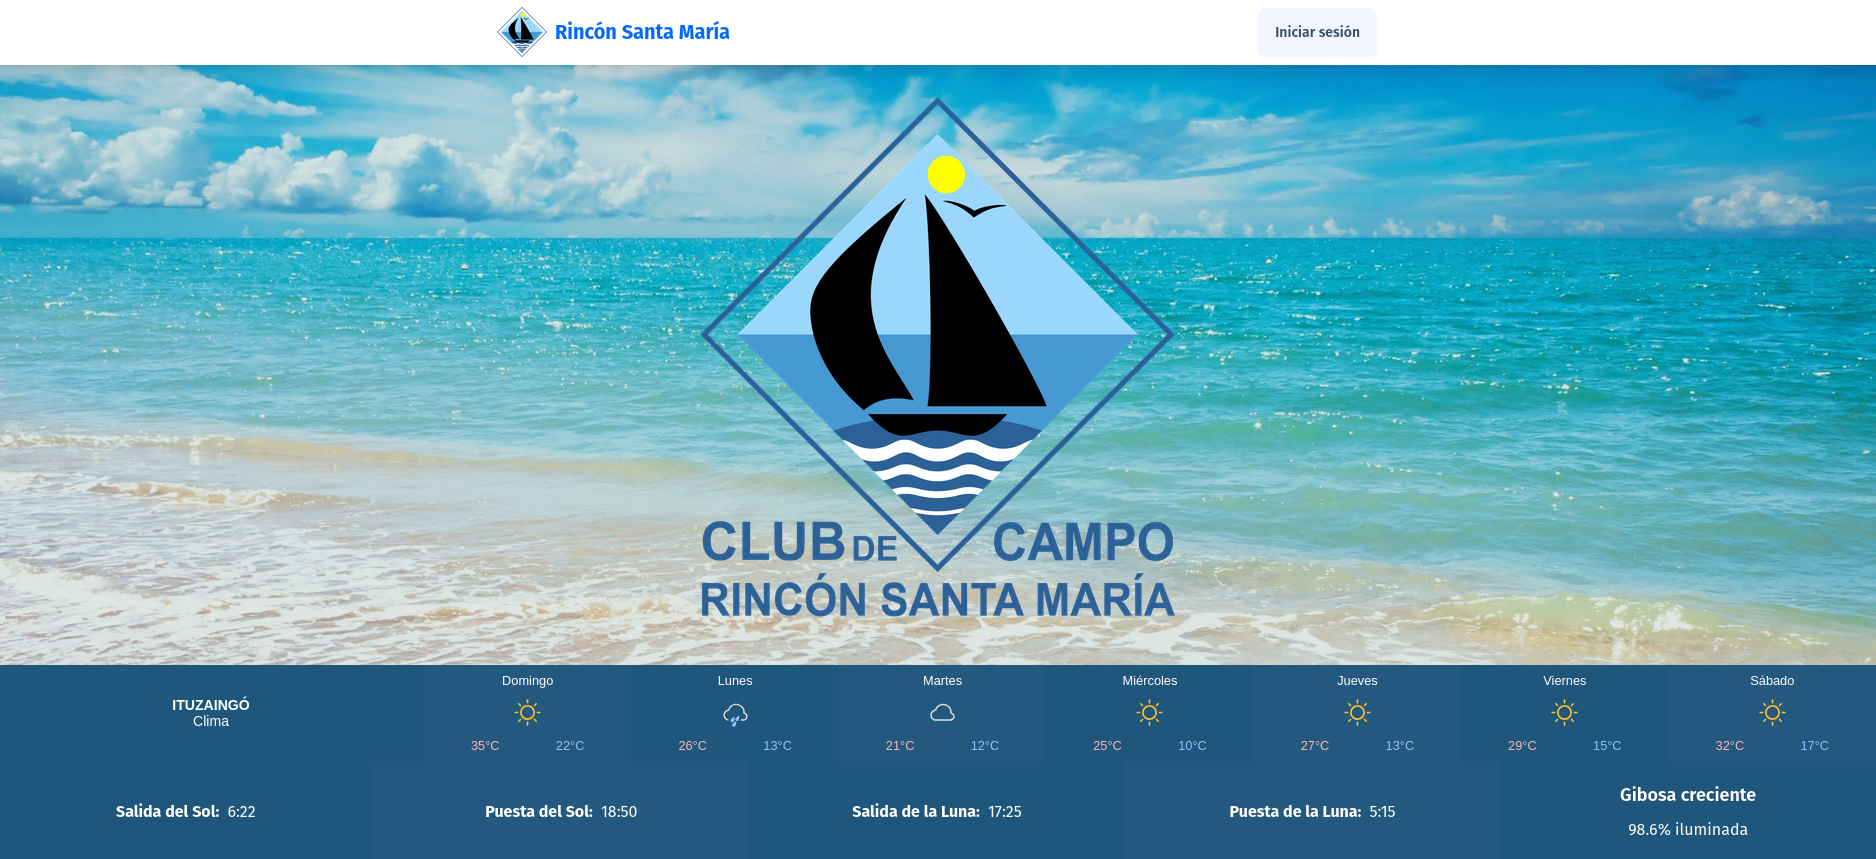 Rincón Santa María
Iniciar sesión
CLUB DE CAMPO
RINCÓN SANTA MARÍA
ITUZAINGÓ
Clima
Domingo
35°C 22°C
Lunes
26°C 13°C
Martes
21°C 12°C
Miércoles
25°C 10°C
Jueves
27°C 13°C
Viernes
29°C 15°C
Sábado
32°C 17°C
Salida del Sol: 6:22
Puesta del Sol: 18:50
Salida de la Luna: 17:25
Puesta de la Luna: 5:15
Gibosa creciente
98.6% iluminada